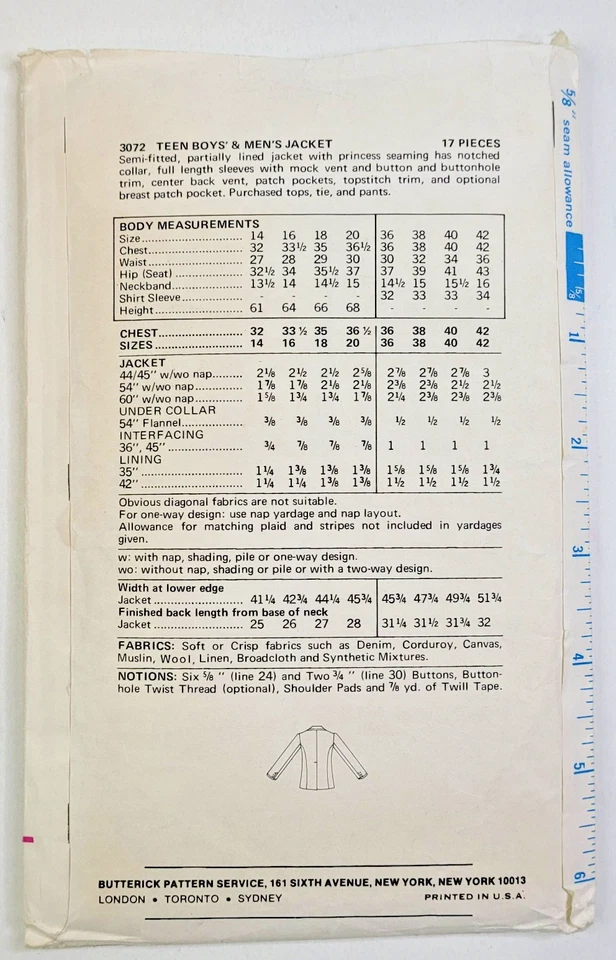 3072 TEEN BOYS' & MEN'S JACKET 17 PIECES
Semi-fitted, partially lined jacket with princess seaming has notched
collar, full length sleeves with mock vent and button and buttonhole
trim, center back vent, patch pockets, topstitch trim, and optional
breast patch pocket. Purchased tops, tie, and pants.
BODY MEASUREMENTS
Size 14 16 18 20 36 38 40 42
Chest 32 33½ 35 36½ 36 38 40 42
Waist 27 28 29 30 30 32 34 36
Hip (Seat) 32½ 34 35½ 37 37 39 41 43
Neckband 13½ 14 14½ 15 14½ 15 15½ 16
Shirt Sleeve - - - - 32 33 33 34
Height 61 64 66 68 - - - -
CHEST 32 33 ½ 35 36 ½ 36 38 40 42
SIZES 14 16 18 20 36 38 40 42
JACKET
44/45" w/wo nap 2⅛ 2½ 2½ 2⅝ 2⅞ 2⅞ 2⅞ 3
54" w/wo nap 1⅞ 1⅞ 2⅛ 2⅛ 2⅜ 2⅜ 2½ 2½
60" w/wo nap 1⅝ 1¾ 1¾ 1⅞ 2¼ 2⅜ 2⅜ 2⅜
UNDER COLLAR
54" Flannel ⅜ ⅜ ⅜ ⅜ ½ ½ ½ ½
INTERFACING
36", 45" ¾ ⅞ ⅞ ⅞ 1 1 1 1
LINING
35" 1¼ 1⅜ 1⅜ 1⅜ 1⅝ 1⅝ 1⅝ 1¾
42" 1¼ 1¼ 1⅜ 1⅜ 1½ 1½ 1½ 1½
Obvious diagonal fabrics are not suitable.
For one-way design: use nap yardage and nap layout.
Allowance for matching plaid and stripes not included in yardages
given.
w: with nap, shading, pile or one-way design.
wo: without nap, shading or pile or with a two-way design.
Width at lower edge
Jacket 41¼ 42¾ 44¼ 45¾ 45¾ 47¾ 49¾ 51¾
Finished back length from base of neck
Jacket 25 26 27 28 31¼ 31½ 31¾ 32
FABRICS: Soft or Crisp fabrics such as Denim, Corduroy, Canvas,
Muslin, Wool, Linen, Broadcloth and Synthetic Mixtures.
NOTIONS: Six ⅝ " (line 24) and Two ¾ " (line 30) Buttons, Button-
hole Twist Thread (optional), Shoulder Pads and ⅞ yd. of Twill Tape.
BUTTERICK PATTERN SERVICE, 161 SIXTH AVENUE, NEW YORK, NEW YORK 10013
LONDON • TORONTO • SYDNEY PRINTED IN U.S.A.
⅝" seam allowance
⅝
1
2
3
4
5
6